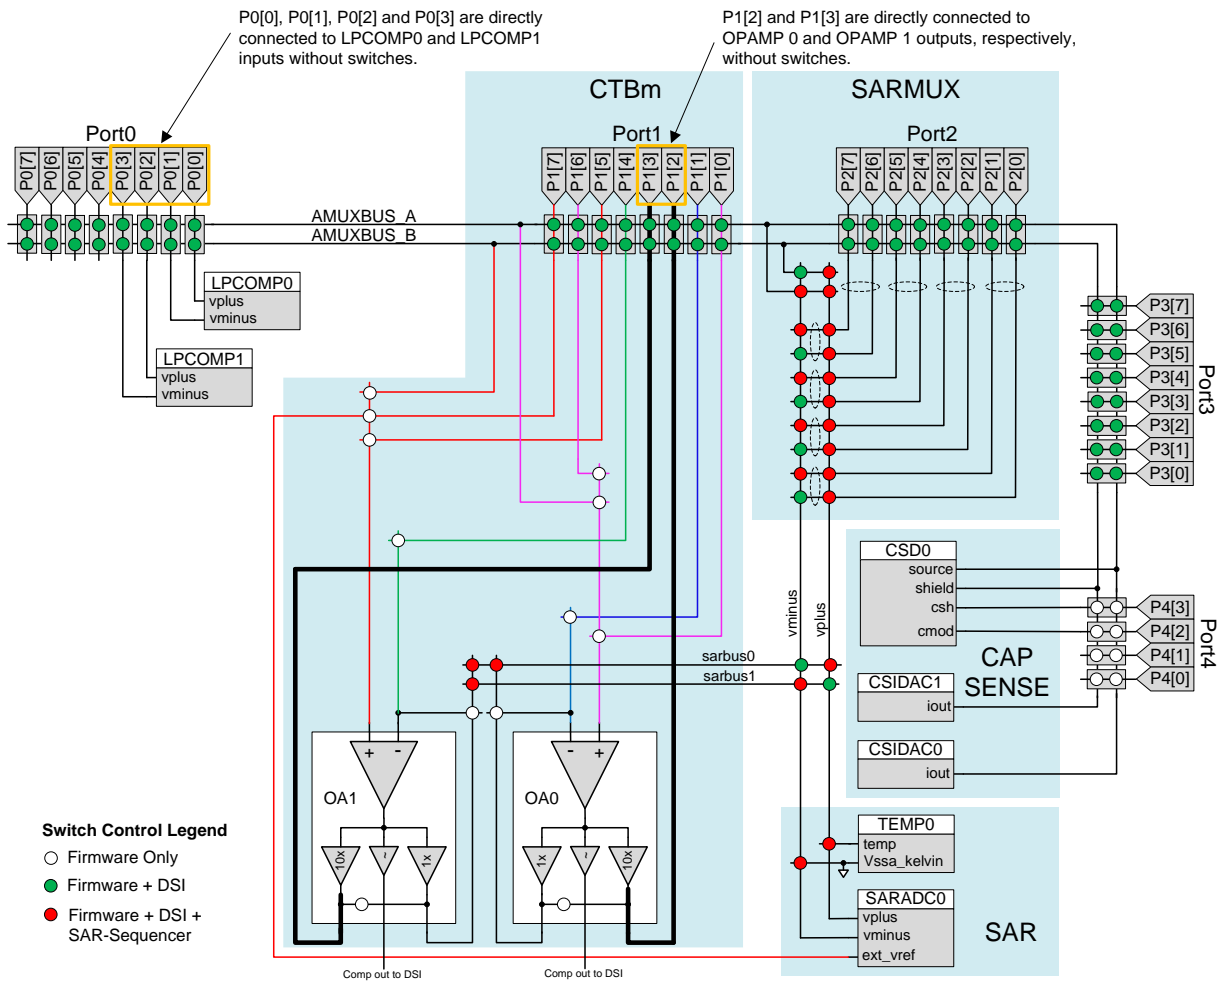 P0[0], P0[1], P0[2] and P0[3] are directly
connected to LPCOMP0 and LPCOMP1
inputs without switches.
P1[2] and P1[3] are directly connected to
OPAMP 0 and OPAMP 1 outputs, respectively,
without switches.
CTBm
SARMUX
Port0
Port1
Port2
P0[7]
P0[6]
P0[5]
P0[4]
P0[3]
P0[2]
P0[1]
P0[0]
P1[7]
P1[6]
P1[5]
P1[4]
P1[3]
P1[2]
P1[1]
P1[0]
P2[7]
P2[6]
P2[5]
P2[4]
P2[3]
P2[2]
P2[1]
P2[0]
AMUXBUS_A
AMUXBUS_B
LPCOMP0
vplus
vminus
LPCOMP1
vplus
vminus
P3[7]
P3[6]
P3[5]
P3[4]
P3[3]
P3[2]
P3[1]
P3[0]
Port3
CSD0
source
shield
csh
cmod
P4[3]
P4[2]
P4[1]
P4[0]
Port4
CAP
SENSE
vminus
vplus
sarbus0
sarbus1
CSIDAC1
iout
CSIDAC0
iout
+
-
OA1
10x
~
1x
-
+
OA0
1x
~
10x
Comp out to DSI
Comp out to DSI
TEMP0
temp
Vssa_kelvin
SARADC0
vplus
vminus
ext_vref
SAR
Switch Control Legend
Firmware Only
Firmware + DSI
Firmware + DSI +
SAR-Sequencer